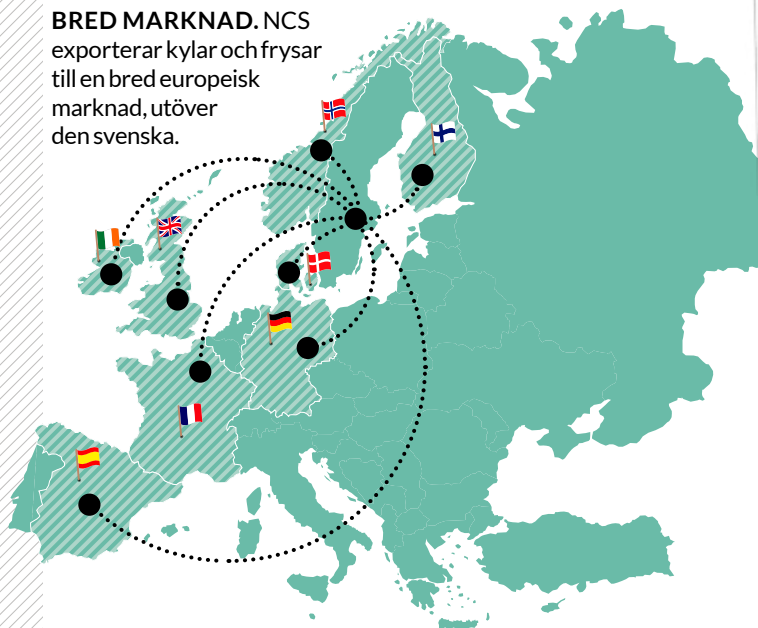 BRED MARKNAD. NCS
exporterar kylar och frysar
till en bred europeisk
marknad, utöver
den svenska.